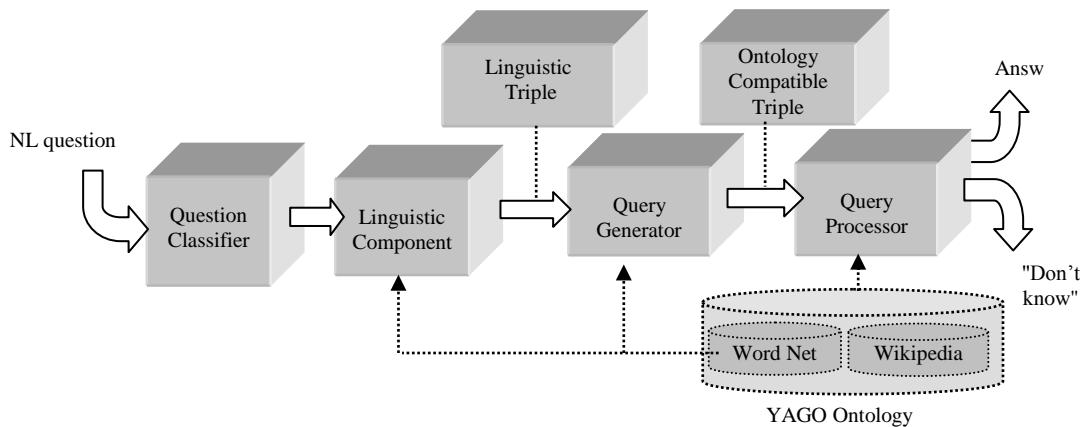 Linguistic
Triple
Ontology
Compatible
Triple
Answ
NL question
Question
Classifier
Linguistic
Component
Query
Generator
Query
Processor
"Don’t
know"
Word Net
Wikipedia
YAGO Ontology